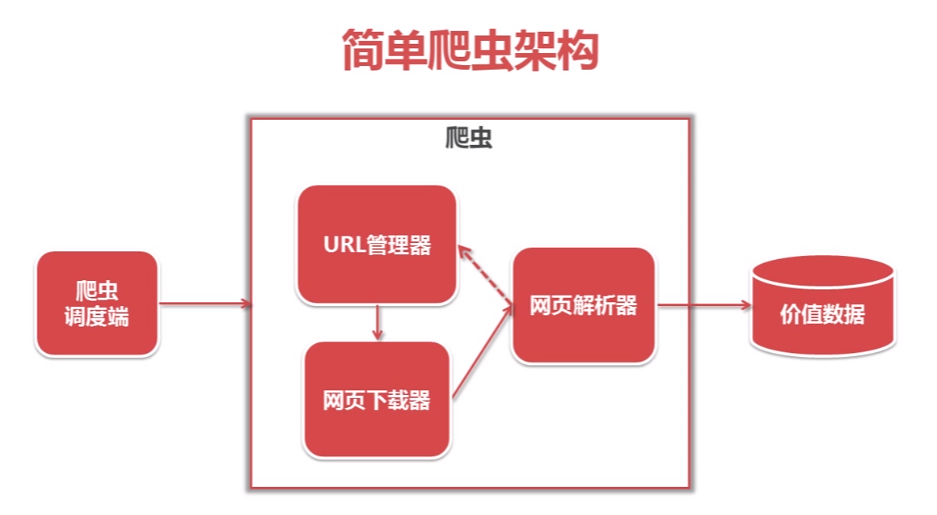 简单爬虫架构
爬虫
URL管理器
爬虫
调度端
网页解析器
价值数据
网页下载器